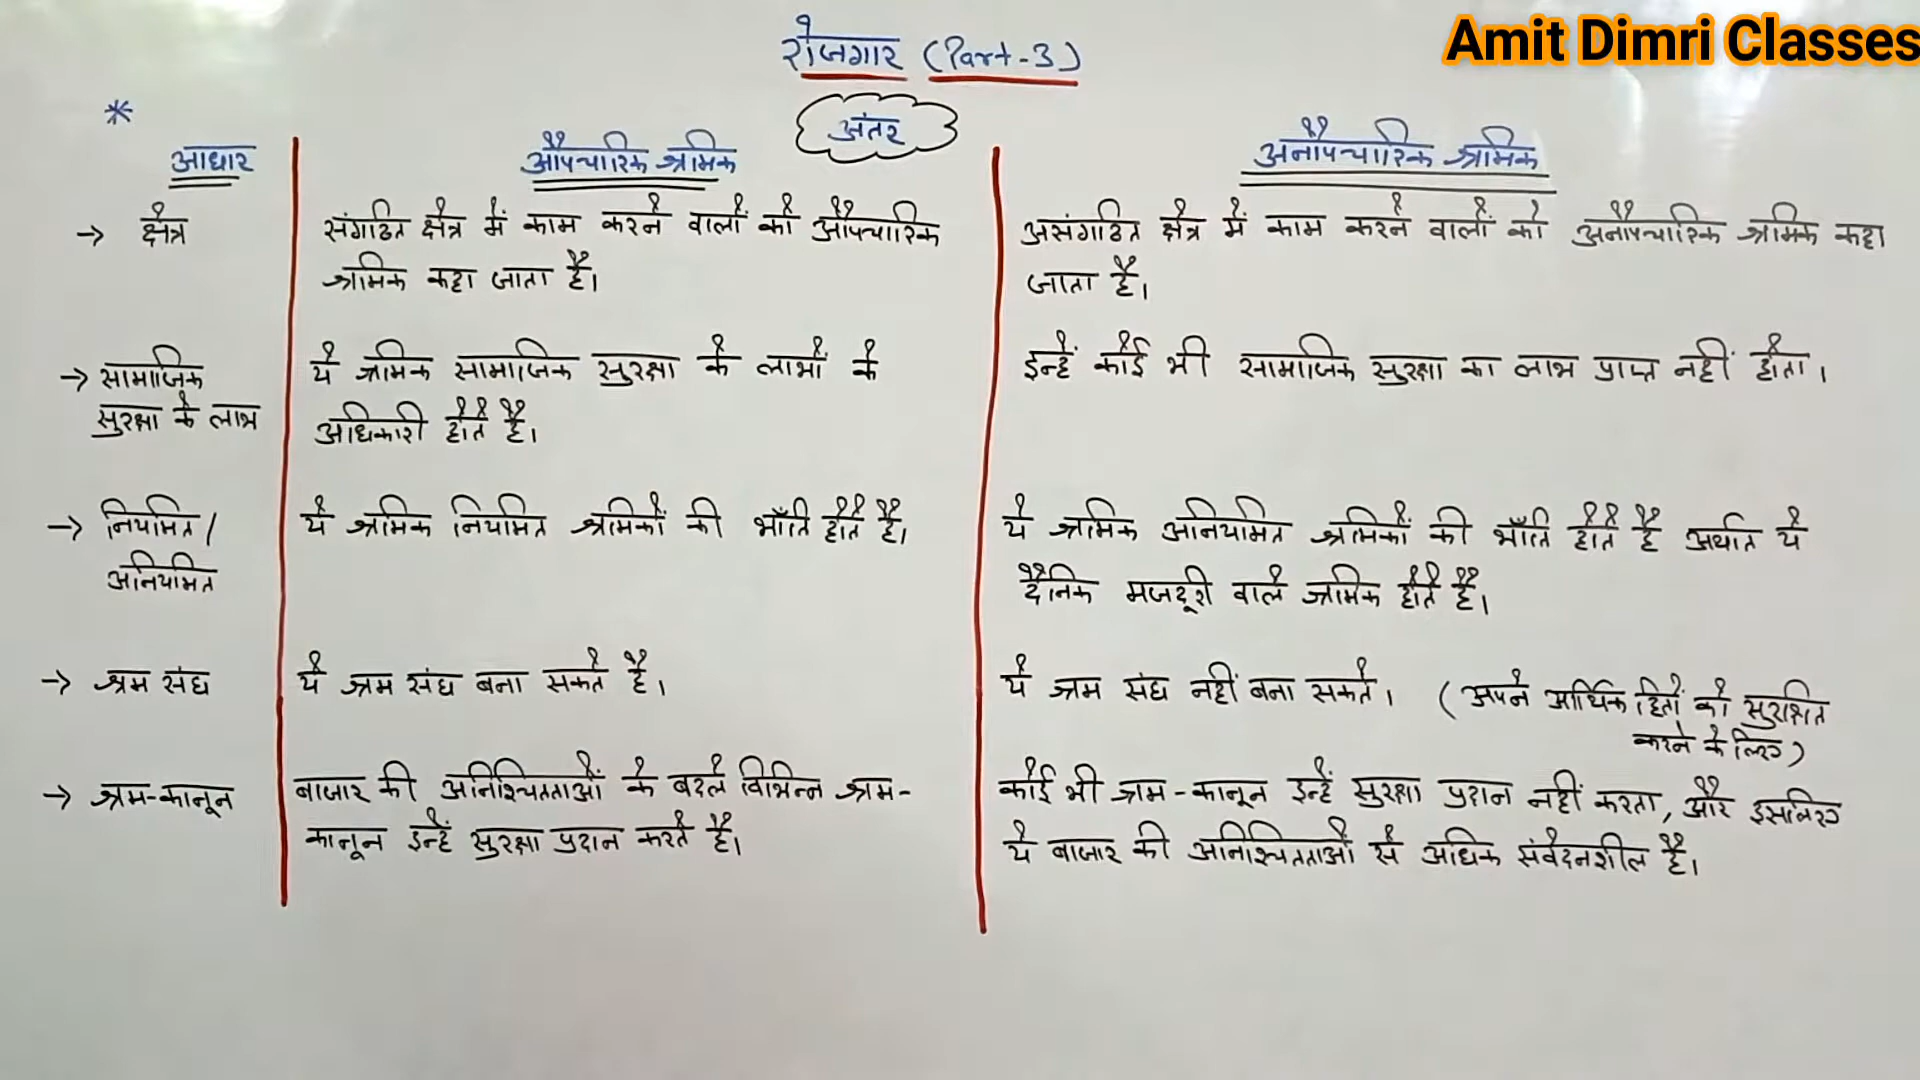 रोजगार (Part-3)
Amit Dimri Classes
*
अंतर
आधार
औपचारिक श्रमिक
अनौपचारिक श्रमिक
→ क्षेत्र
संगठित क्षेत्र में काम करने वालों को औपचारिक
श्रमिक कहा जाता है।
असंगठित क्षेत्र में काम करने वालों को अनौपचारिक श्रमिक कहा
जाता है।
→ सामाजिक
सुरक्षा के लाभ
ये श्रमिक सामाजिक सुरक्षा के लाभों के
अधिकारी होते है।
इन्हें कोई भी सामाजिक सुरक्षा का लाभ प्राप्त नहीं होता।
→ नियमित/
अनियमित
ये श्रमिक नियमित श्रमिकों की भाँति होते है।
ये श्रमिक अनियमित श्रमिकों की भाँति होते है अर्थात ये
दैनिक मजदूरी वाले श्रमिक होते है।
→ श्रम संघ
ये श्रम संघ बना सकते है।
ये श्रम संघ नहीं बना सकते। (अपने आर्थिक हितों को सुरक्षित
करने के लिए)
→ श्रम-कानून
बाजार की अनिश्चितताओं के बदले विभिन्न श्रम-
कानून इन्हें सुरक्षा प्रदान करते है।
कोई भी श्रम-कानून इन्हें सुरक्षा प्रदान नहीं करता, और इसलिए
ये बाजार की अनिश्चितताओं से अधिक संवेदनशील है।